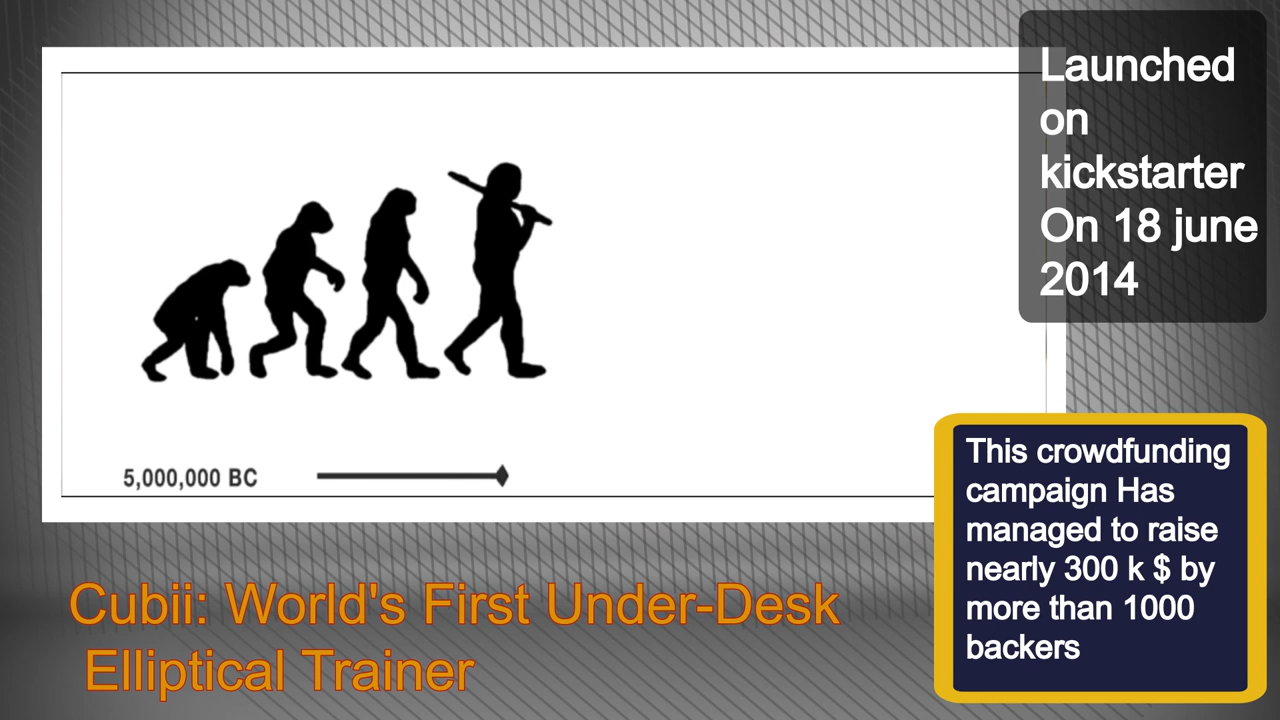 Launched
on
kickstarter
On 18 june
2014
5,000,000 BC
This crowdfunding
campaign Has
managed to raise
nearly 300 k $ by
more than 1000
backers
Cubii: World's First Under-Desk
Elliptical Trainer